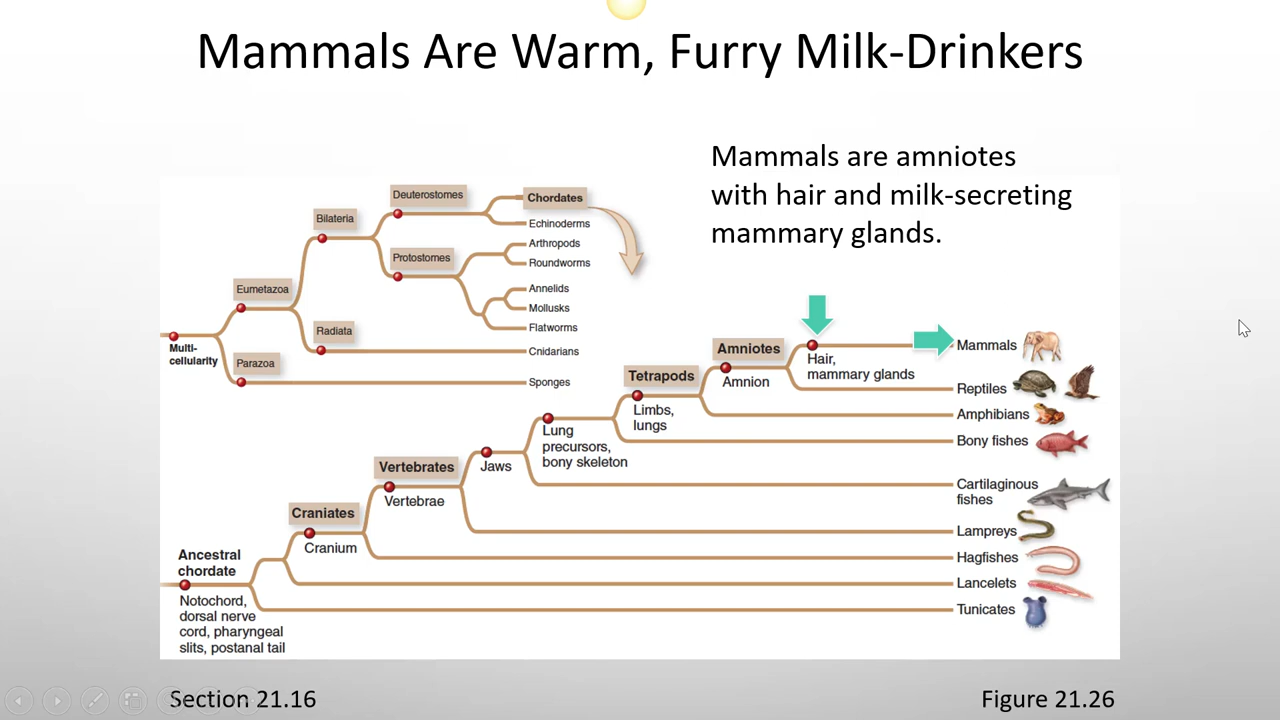 Mammals Are Warm, Furry Milk-Drinkers
Mammals are amniotes
with hair and milk-secreting
mammary glands.
Deuterostomes
Chordates
Bilateria
Echinoderms
Arthropods
Protostomes
Roundworms
Eumetazoa
Annelids
Mollusks
Radiata
Flatworms
Multi-
cellularity
Cnidarians
Parazoa
Sponges
Amniotes
Mammals
Hair,
mammary glands
Tetrapods
Amnion
Reptiles
Limbs,
lungs
Amphibians
Lung
precursors,
bony skeleton
Bony fishes
Vertebrates
Jaws
Cartilaginous
fishes
Vertebrae
Craniates
Lampreys
Cranium
Hagfishes
Ancestral
chordate
Lancelets
Notochord,
dorsal nerve
cord, pharyngeal
slits, postanal tail
Tunicates
Section 21.16
Figure 21.26